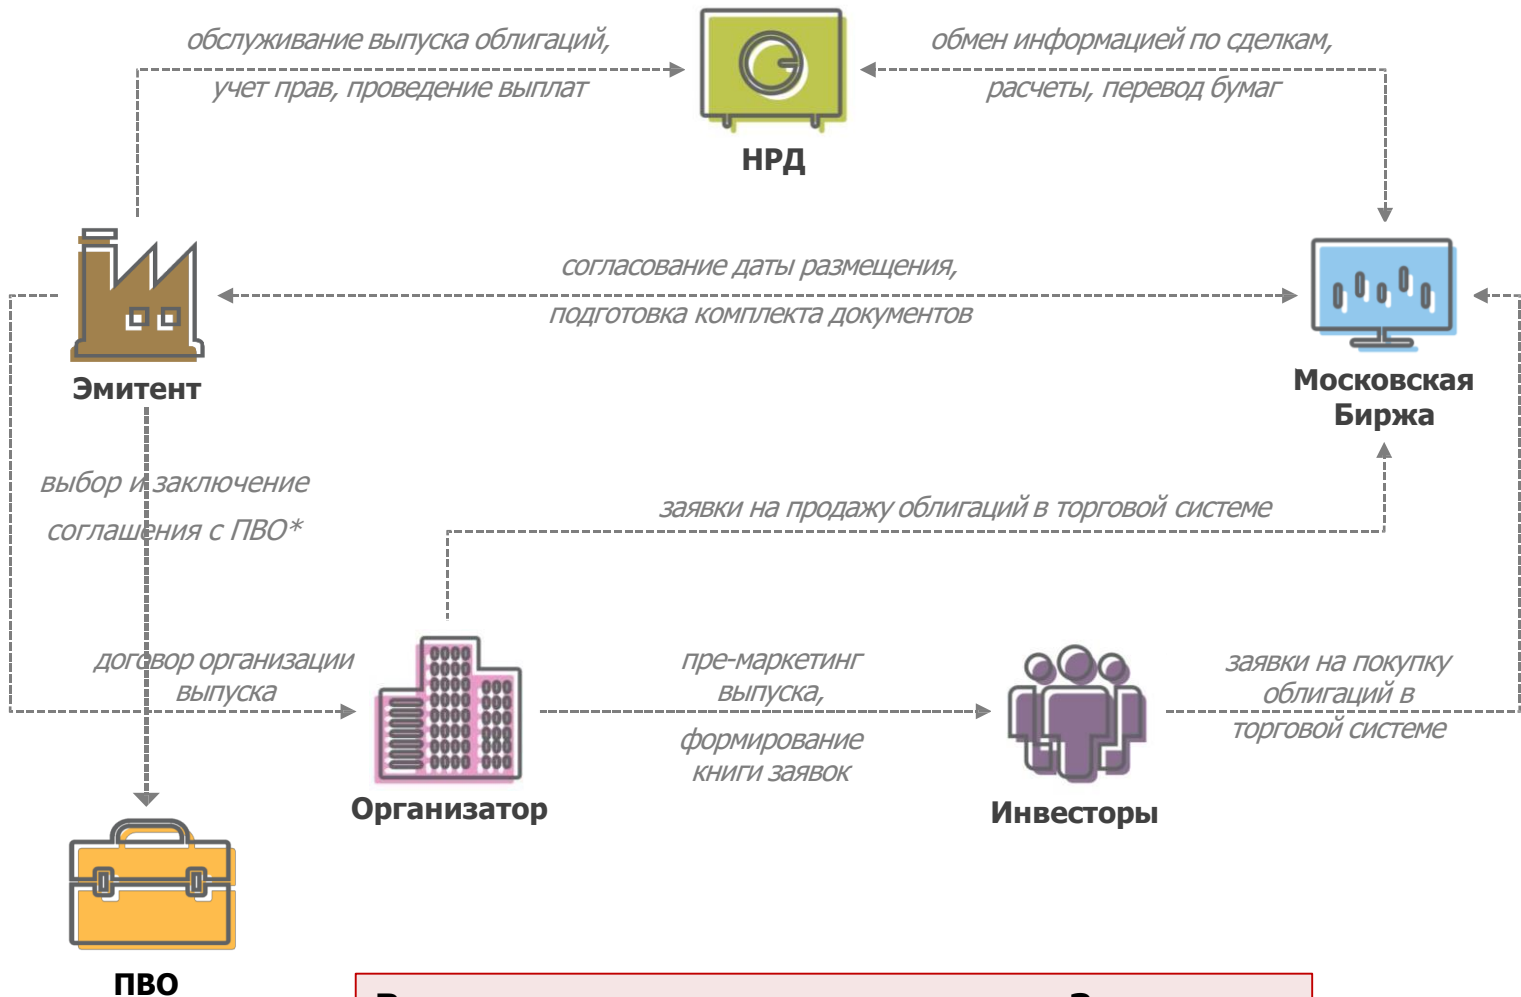 обслуживание выпуска облигаций,
учет прав, проведение выплат
обмен информацией по сделкам,
расчеты, перевод бумаг
НРД
согласование даты размещения,
подготовка комплекта документов
Эмитент
Московская
Биржа
выбор и заключение
соглашения с ПВО*
заявки на продажу облигаций в торговой системе
договор организации
выпуска
пре-маркетинг
выпуска,
формирование
книги заявок
заявки на покупку
облигаций в
торговой системе
Организатор
Инвесторы
ПВО